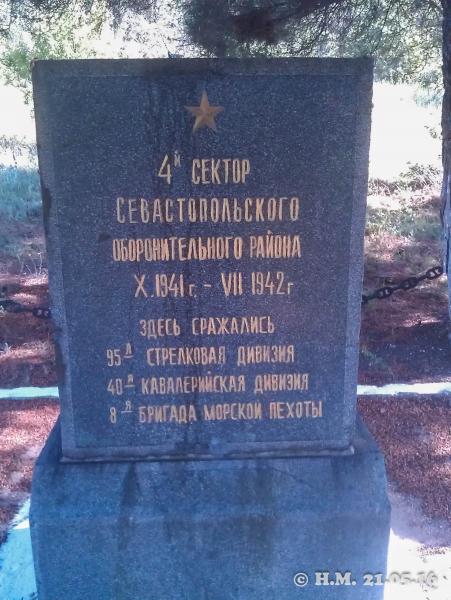 4й СЕКТОР
СЕВАСТОПОЛЬСКОГО
ОБОРОНИТЕЛЬНОГО РАЙОНА
X.1941г. - VII 1942г
ЗДЕСЬ СРАЖАЛИСЬ
95я СТРЕЛКОВАЯ ДИВИЗИЯ
40я КАВАЛЕРИЙСКАЯ ДИВИЗИЯ
8я БРИГАДА МОРСКОЙ ПЕХОТЫ
© Н.М. 21-05-16